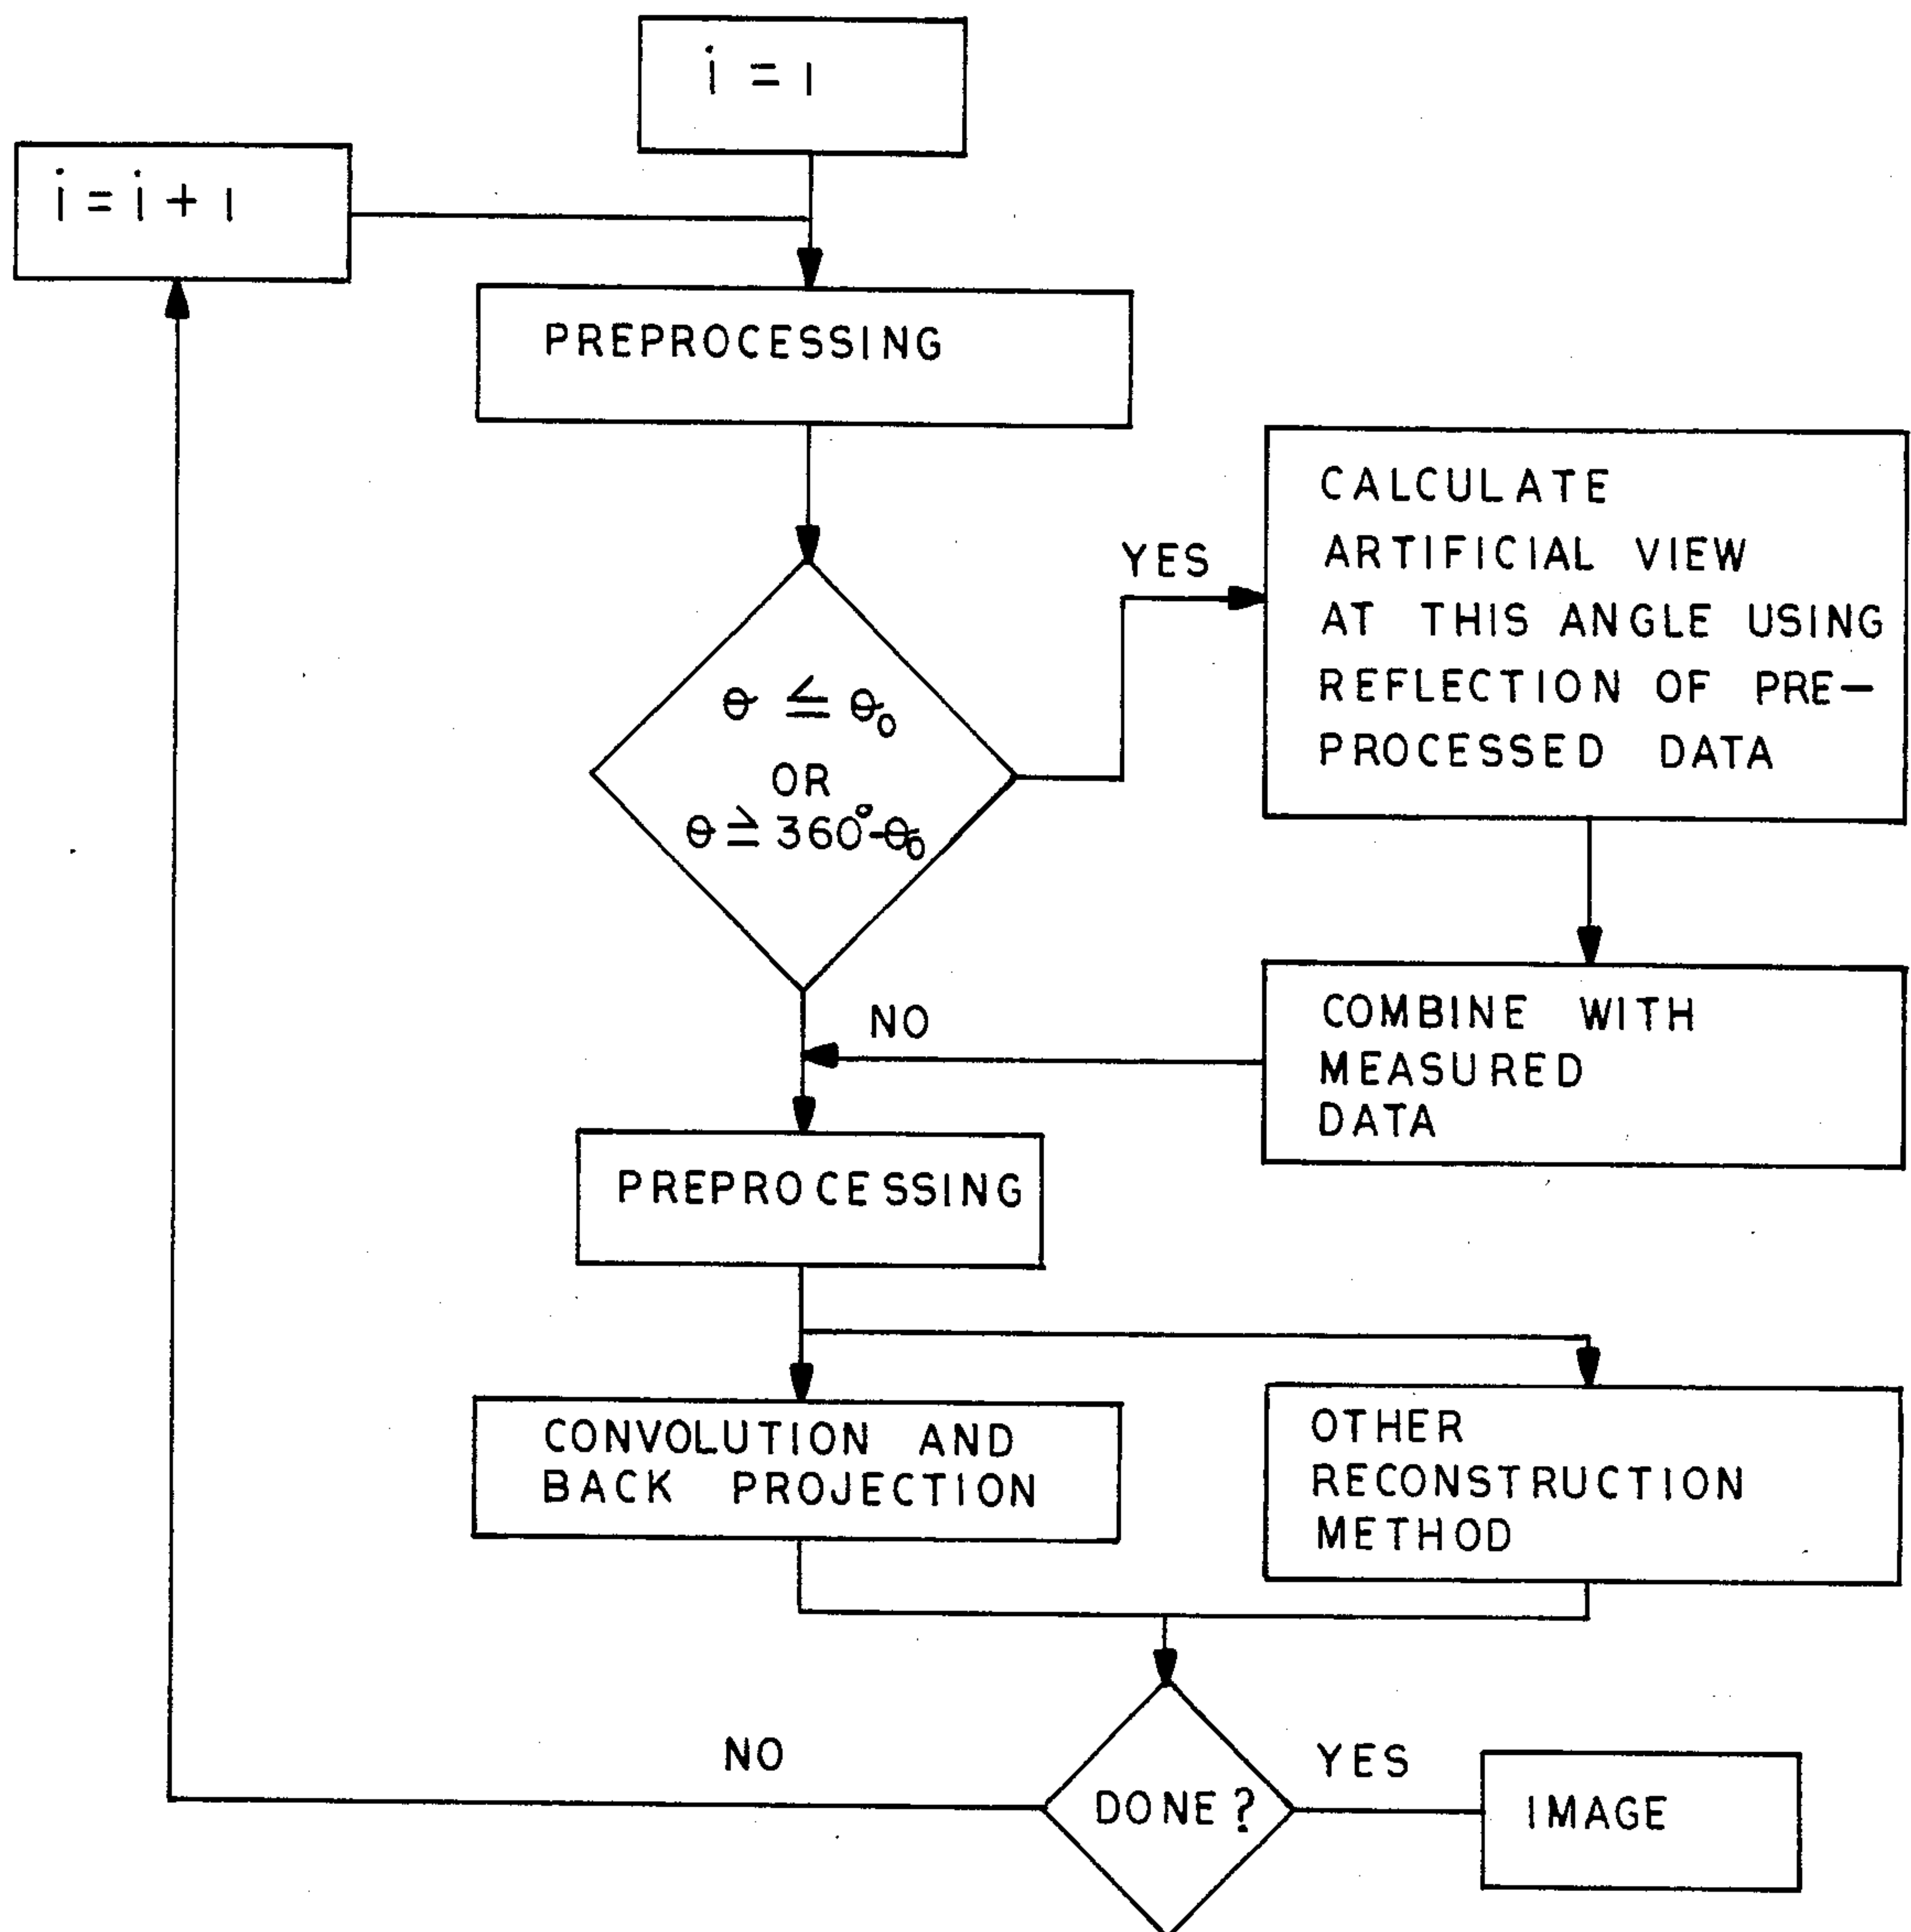 i = 1
i = i + 1
PREPROCESSING
YES
CALCULATE
ARTIFICIAL VIEW
AT THIS ANGLE USING
REFLECTION OF PRE-
PROCESSED DATA
θ ≦ θ₀
OR
θ ≧ 360°-θ₀
NO
COMBINE WITH
MEASURED
DATA
PREPROCESSING
CONVOLUTION AND
BACK PROJECTION
OTHER
RECONSTRUCTION
METHOD
NO
DONE?
YES
IMAGE